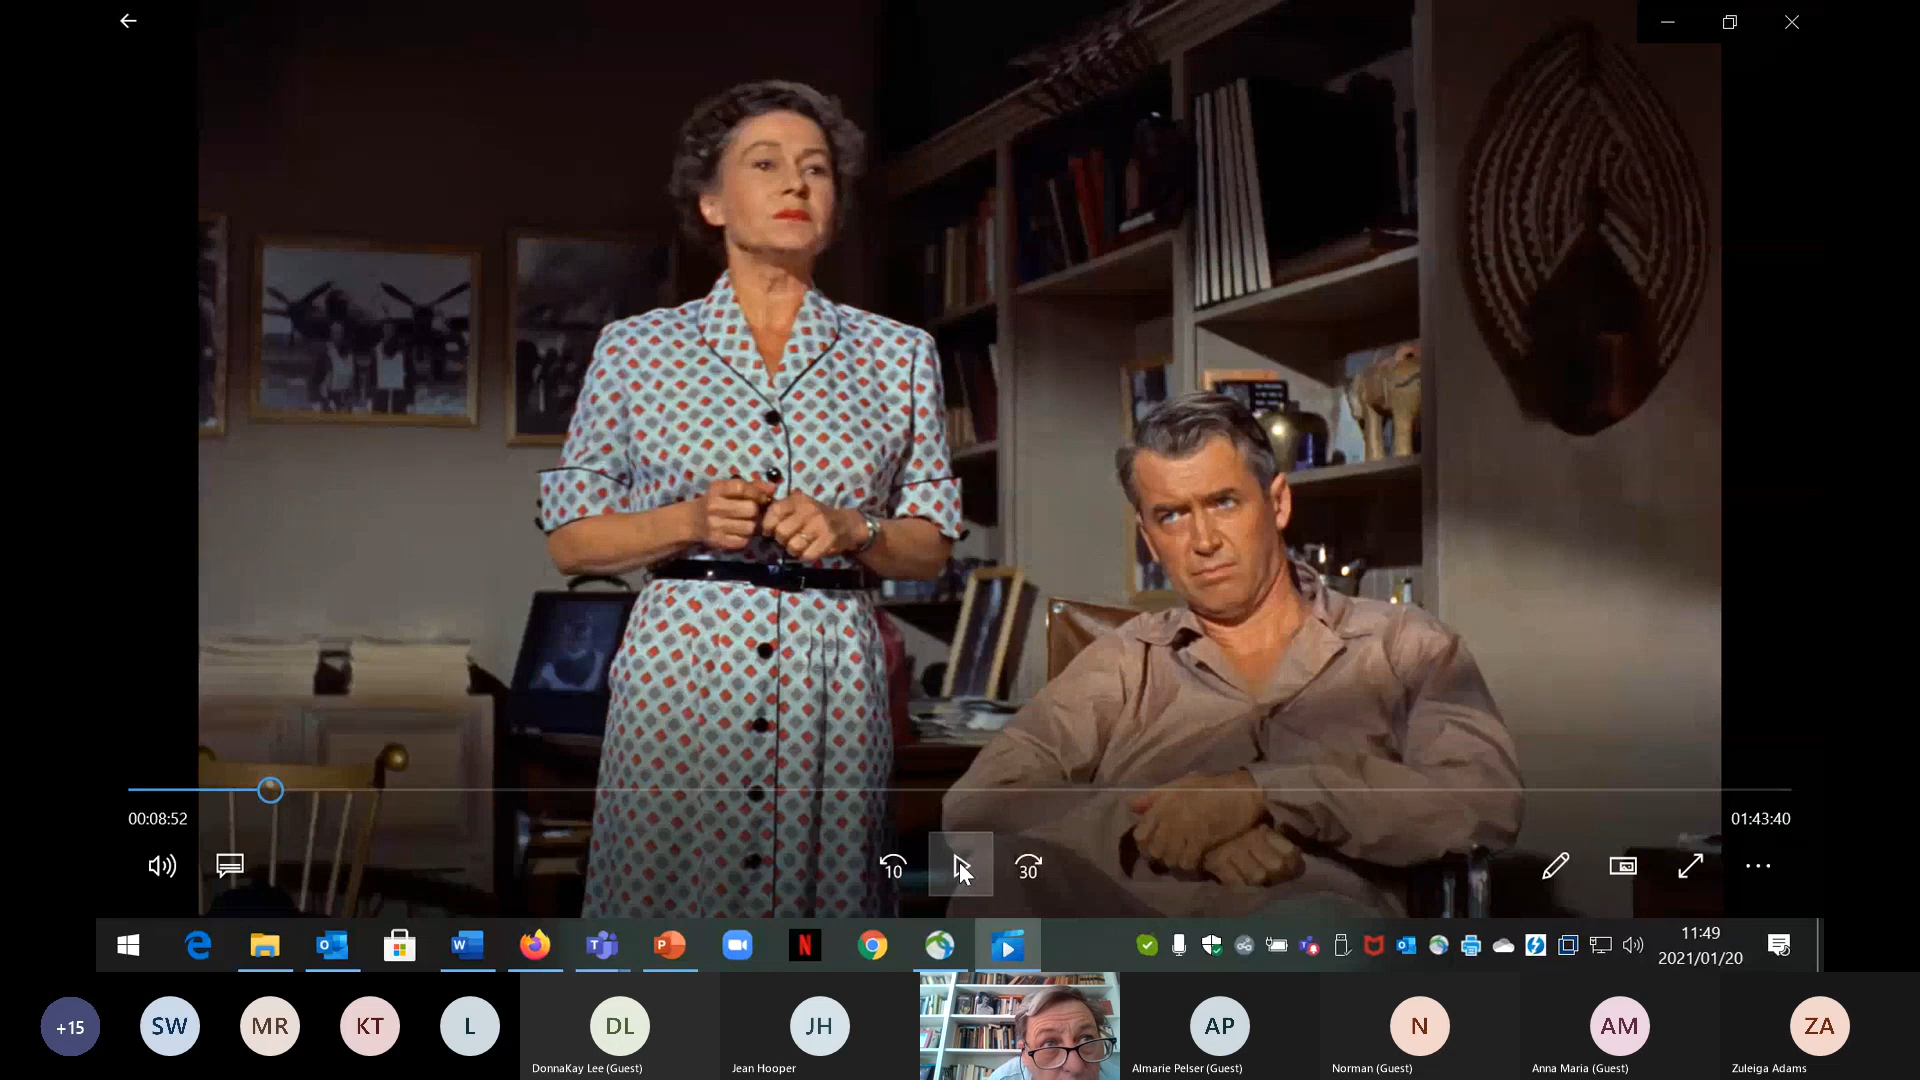 00:08:52
01:43:40
10
30
11:49
2021/01/20
+15
SW
MR
KT
L
DL
JH
AP
N
AM
ZA
DonnaKay Lee (Guest)
Jean Hooper
Almarie Pelser (Guest)
Norman (Guest)
Anna Maria (Guest)
Zuleiga Adams